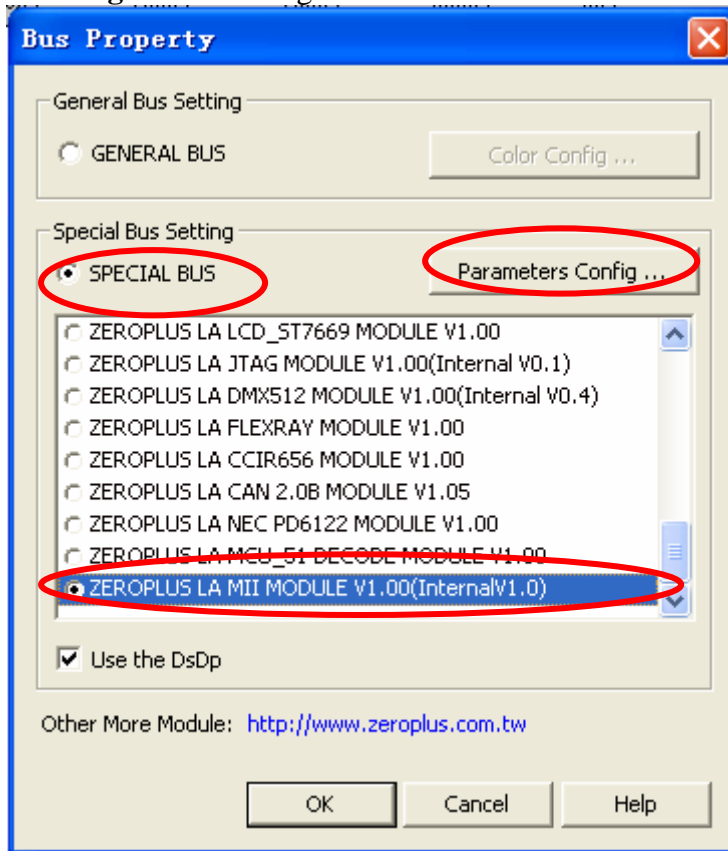 Bus Property
General Bus Setting
GENERAL BUS
Color Config ...
Special Bus Setting
SPECIAL BUS
Parameters Config ...
ZEROPLUS LA LCD_ST7669 MODULE V1.00
ZEROPLUS LA JTAG MODULE V1.00(Internal V0.1)
ZEROPLUS LA DMX512 MODULE V1.00(Internal V0.4)
ZEROPLUS LA FLEXRAY MODULE V1.00
ZEROPLUS LA CCIR656 MODULE V1.00
ZEROPLUS LA CAN 2.0B MODULE V1.05
ZEROPLUS LA NEC PD6122 MODULE V1.00
ZEROPLUS LA MCU_51 DECODE MODULE V1.00
ZEROPLUS LA MII MODULE V1.00(InternalV1.0)
Use the DsDp
Other More Module: http://www.zeroplus.com.tw
OK Cancel Help